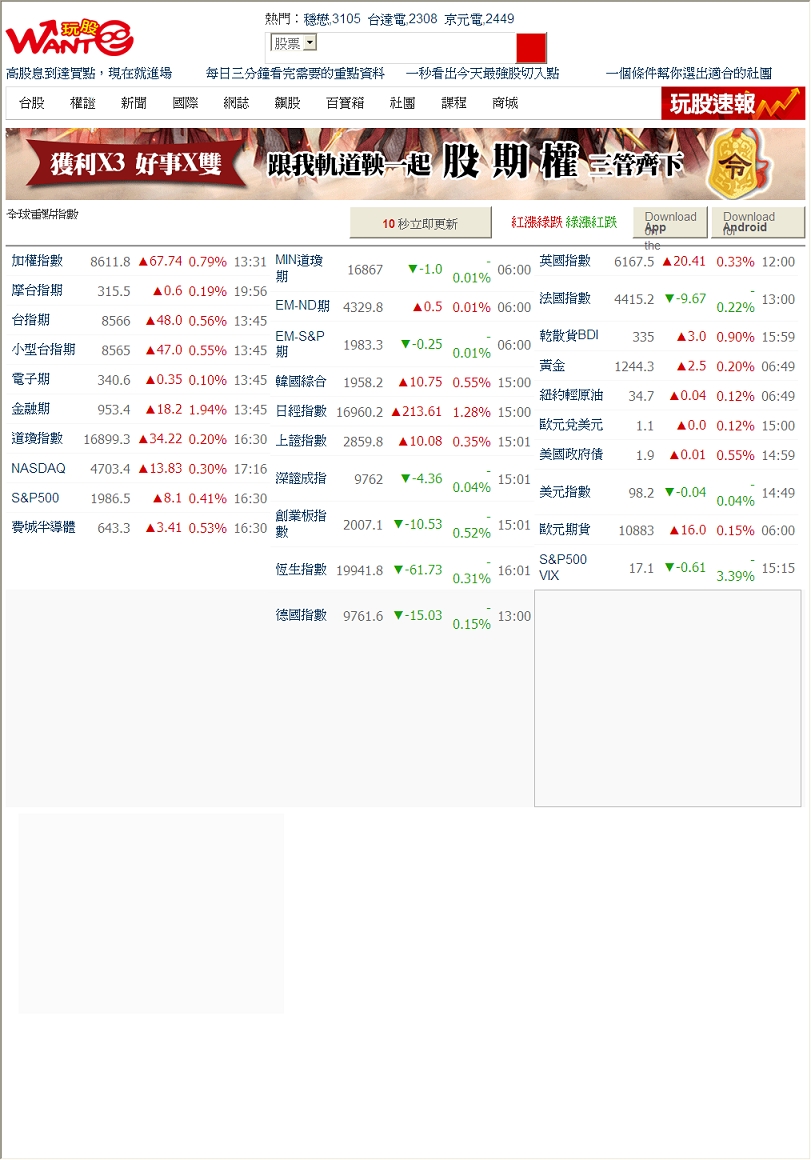 WANT 玩股
熱門：穩懋,3105 台達電,2308 京元電,2449
股票
高股息到達買點，現在就進場 每日三分鐘看完需要的重點資料 一秒看出今天最強股切入點 一個條件幫你選出適合的社團
台股 權證 新聞 國際 網誌 飆股 百寶箱 社團 課程 商城
玩股速報
獲利X3 好事X雙 跟我軌道鞅一起 股期權 三管齊下 令
全球重點指數
10 秒立即更新
紅漲綠跌 綠漲紅跌
Download on the App
Download for Android
加權指數 8611.8 ▲67.74 0.79% 13:31
摩台指期 315.5 ▲0.6 0.19% 19:56
台指期 8566 ▲48.0 0.56% 13:45
小型台指期 8565 ▲47.0 0.55% 13:45
電子期 340.6 ▲0.35 0.10% 13:45
金融期 953.4 ▲18.2 1.94% 13:45
道瓊指數 16899.3 ▲34.22 0.20% 16:30
NASDAQ 4703.4 ▲13.83 0.30% 17:16
S&P500 1986.5 ▲8.1 0.41% 16:30
費城半導體 643.3 ▲3.41 0.53% 16:30
MIN道瓊期 16867 ▼-1.0 -0.01% 06:00
EM-ND期 4329.8 ▲0.5 0.01% 06:00
EM-S&P期 1983.3 ▼-0.25 -0.01% 06:00
韓國綜合 1958.2 ▲10.75 0.55% 15:00
日經指數 16960.2 ▲213.61 1.28% 15:00
上證指數 2859.8 ▲10.08 0.35% 15:01
深證成指 9762 ▼-4.36 -0.04% 15:01
創業板指數 2007.1 ▼-10.53 -0.52% 15:01
恆生指數 19941.8 ▼-61.73 -0.31% 16:01
德國指數 9761.6 ▼-15.03 -0.15% 13:00
英國指數 6167.5 ▲20.41 0.33% 12:00
法國指數 4415.2 ▼-9.67 -0.22% 13:00
乾散貨BDI 335 ▲3.0 0.90% 15:59
黃金 1244.3 ▲2.5 0.20% 06:49
紐約輕原油 34.7 ▲0.04 0.12% 06:49
歐元兌美元 1.1 ▲0.0 0.12% 15:00
美國政府債 1.9 ▲0.01 0.55% 14:59
美元指數 98.2 ▼-0.04 -0.04% 14:49
歐元期貨 10883 ▲16.0 0.15% 06:00
S&P500 VIX 17.1 ▼-0.61 -3.39% 15:15